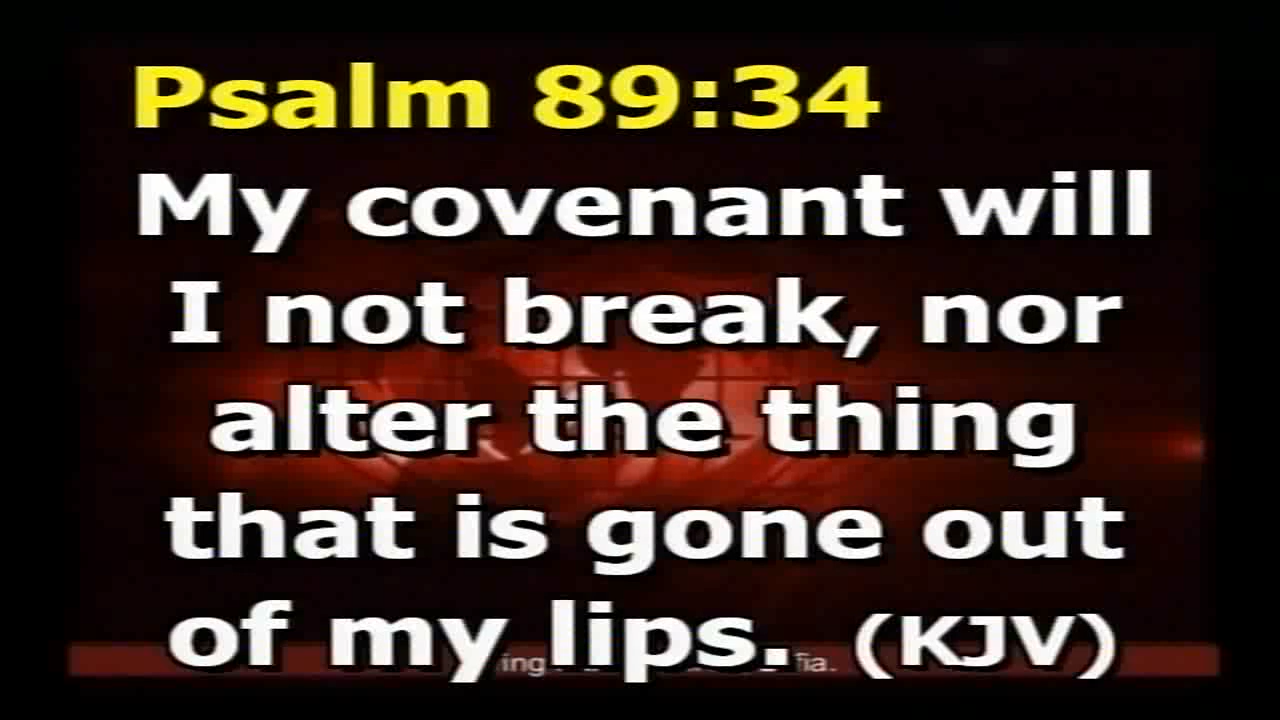 Psalm 89:34
My covenant will
I not break, nor
alter the thing
that is gone out
of my lips. (KJV)